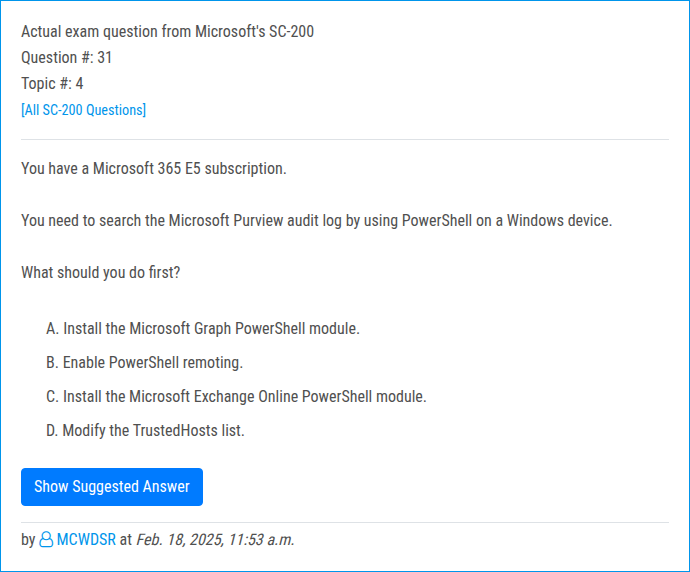 Actual exam question from Microsoft's SC-200
Question #: 31
Topic #: 4
[All SC-200 Questions]
You have a Microsoft 365 E5 subscription.
You need to search the Microsoft Purview audit log by using PowerShell on a Windows device.
What should you do first?
A. Install the Microsoft Graph PowerShell module.
B. Enable PowerShell remoting.
C. Install the Microsoft Exchange Online PowerShell module.
D. Modify the TrustedHosts list.
Show Suggested Answer
by MCWDSR at Feb. 18, 2025, 11:53 a.m.